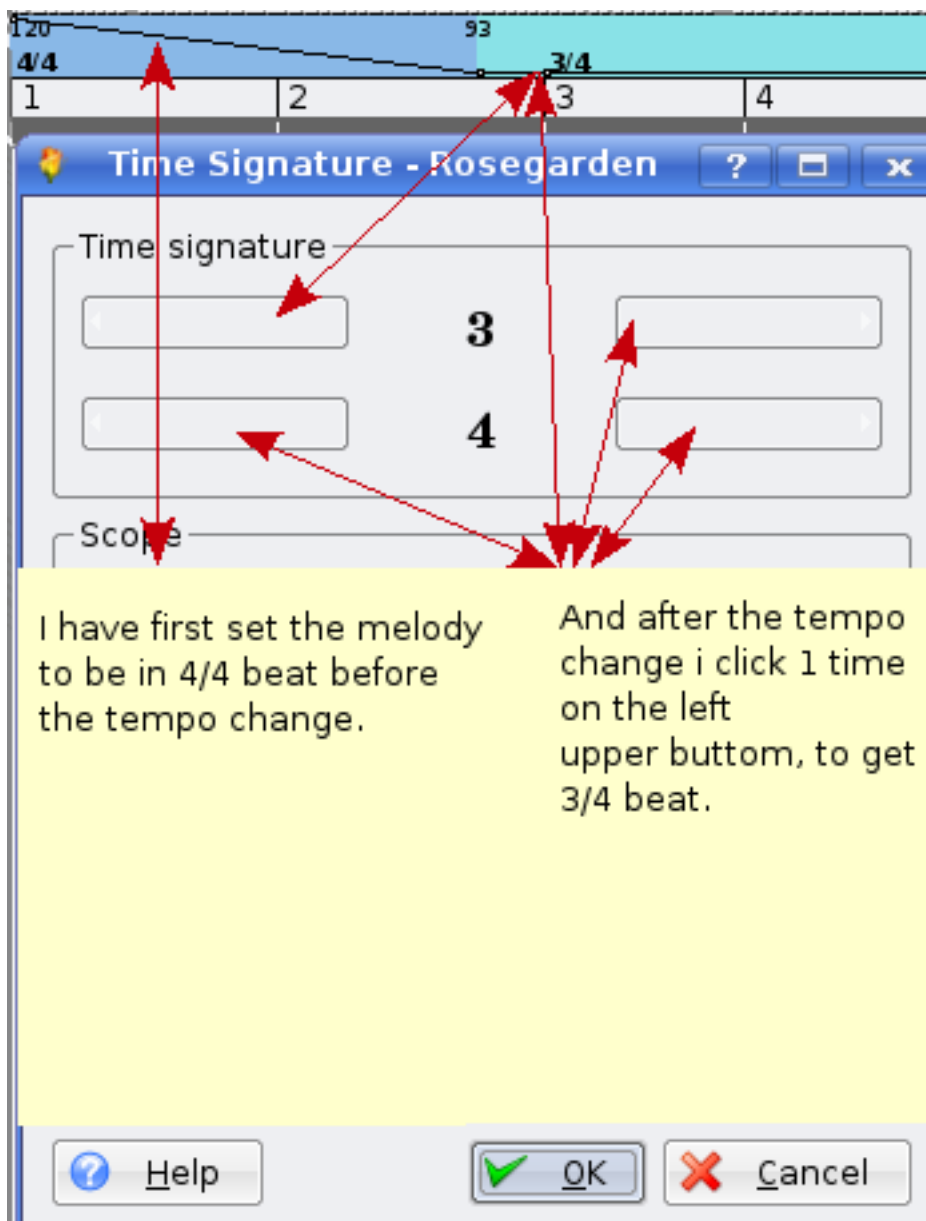 120 93
4/4 3/4
1 2 3 4
Time Signature - Rosegarden ?
Time signature
3
4
Scope
I have first set the melody
to be in 4/4 beat before
the tempo change.
And after the tempo
change i click 1 time
on the left
upper buttom, to get
3/4 beat.
? Help OK Cancel